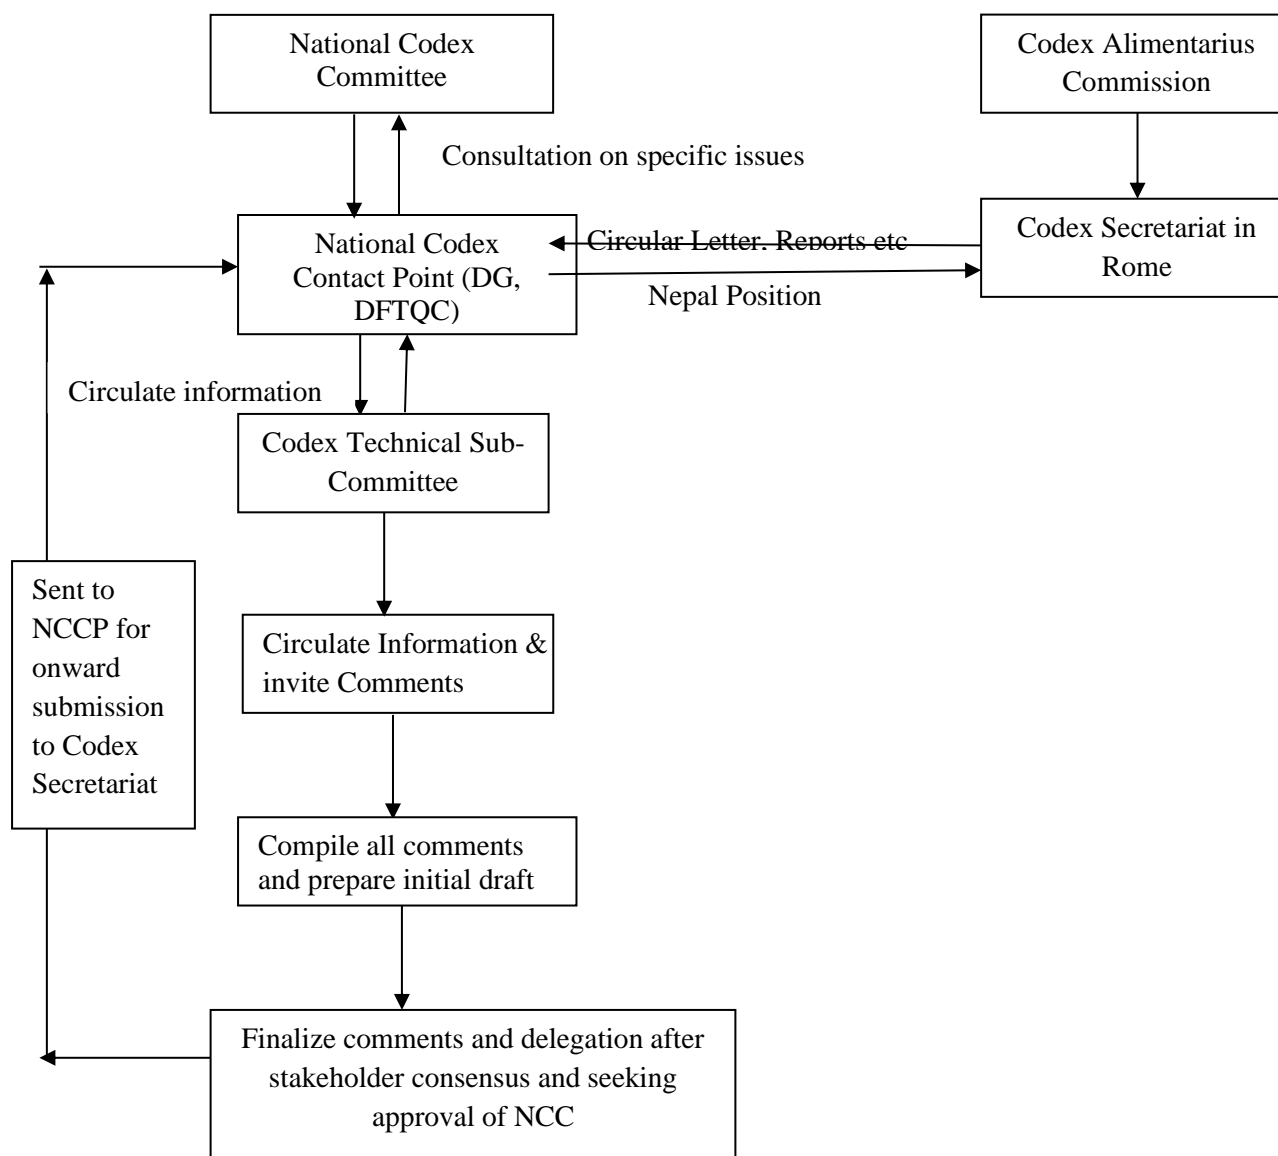 National Codex
Committee
Codex Alimentarius
Commission
Consultation on specific issues
National Codex
Contact Point (DG,
DFTQC)
Circular Letter, Reports etc
Nepal Position
Codex Secretariat in
Rome
Circulate information
Codex Technical Sub-
Committee
Sent to
NCCP for
onward
submission
to Codex
Secretariat
Circulate Information &
invite Comments
Compile all comments
and prepare initial draft
Finalize comments and delegation after
stakeholder consensus and seeking
approval of NCC